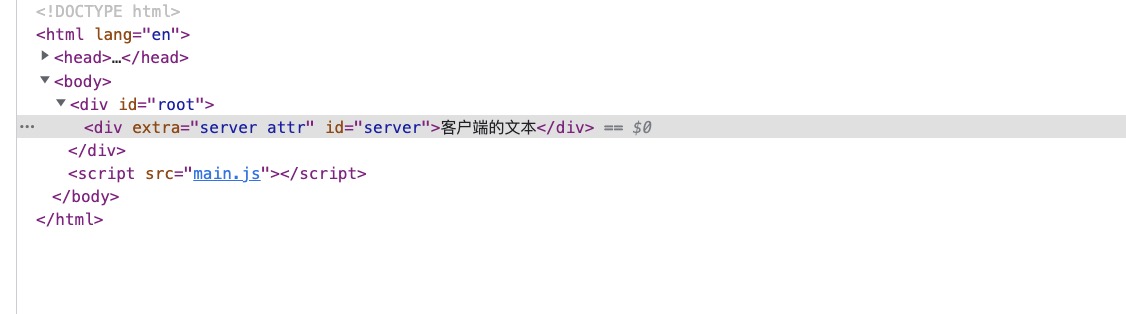 <!DOCTYPE html>
<html lang="en">
<head>…</head>
<body>
<div id="root">
<div extra="server attr" id="server">客户端的文本</div> == $0
</div>
<script src="main.js"></script>
</body>
</html>